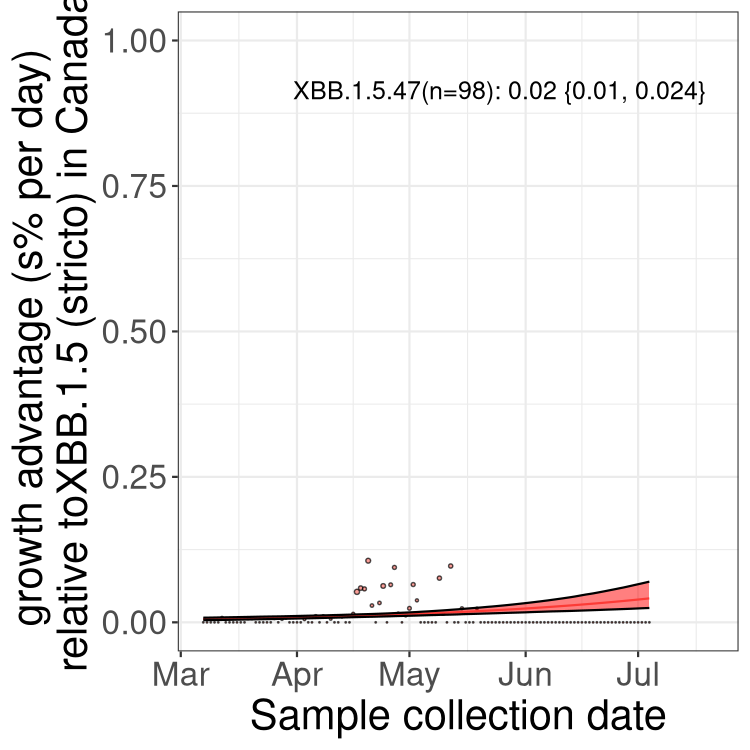 growth advantage (s% per day)
relative toXBB.1.5 (stricto) in Canada
1.00
0.75
0.50
0.25
0.00
XBB.1.5.47(n=98): 0.02 {0.01, 0.024}
Mar Apr May Jun Jul
Sample collection date